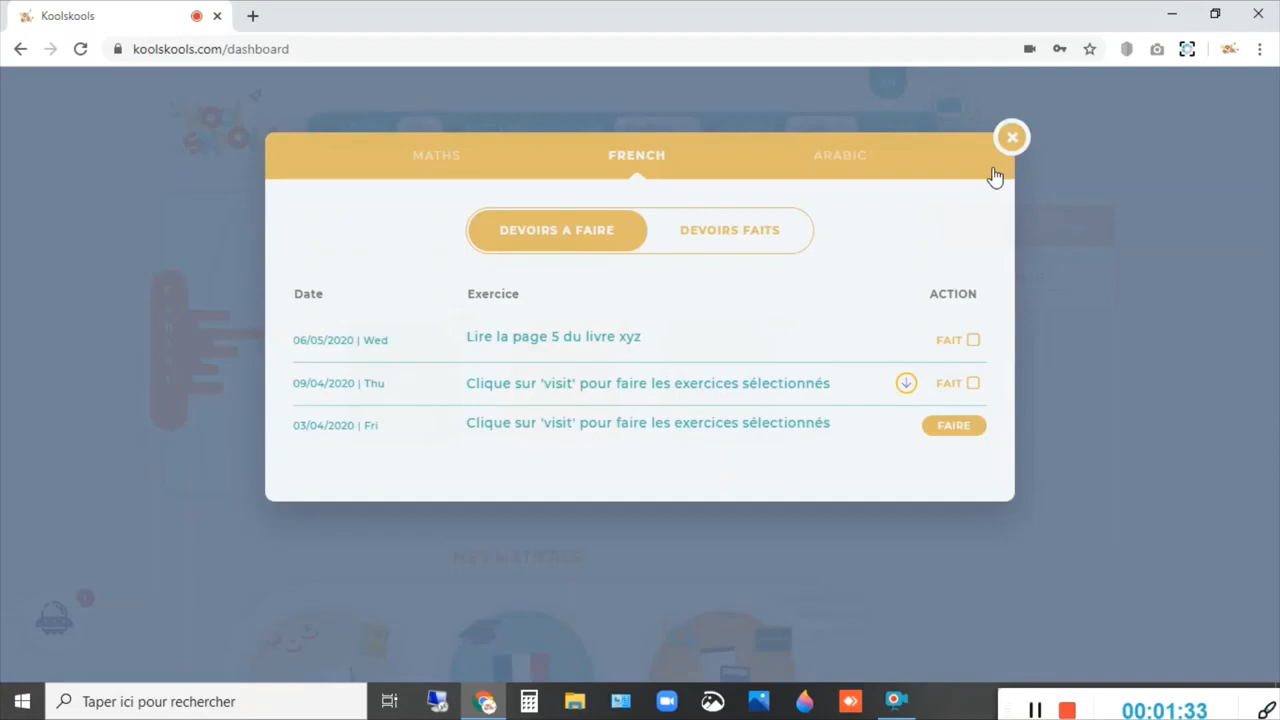 Koolskools
koolskools.com/dashboard
MATHS FRENCH ARABIC
DEVOIRS A FAIRE DEVOIRS FAITS
Date Exercice ACTION
06/05/2020 | Wed Lire la page 5 du livre xyz FAIT
09/04/2020 | Thu Clique sur 'visit' pour faire les exercices sélectionnés FAIT
03/04/2020 | Fri Clique sur 'visit' pour faire les exercices sélectionnés FAIRE
MES MATIÈRES
Taper ici pour rechercher
00:01:33